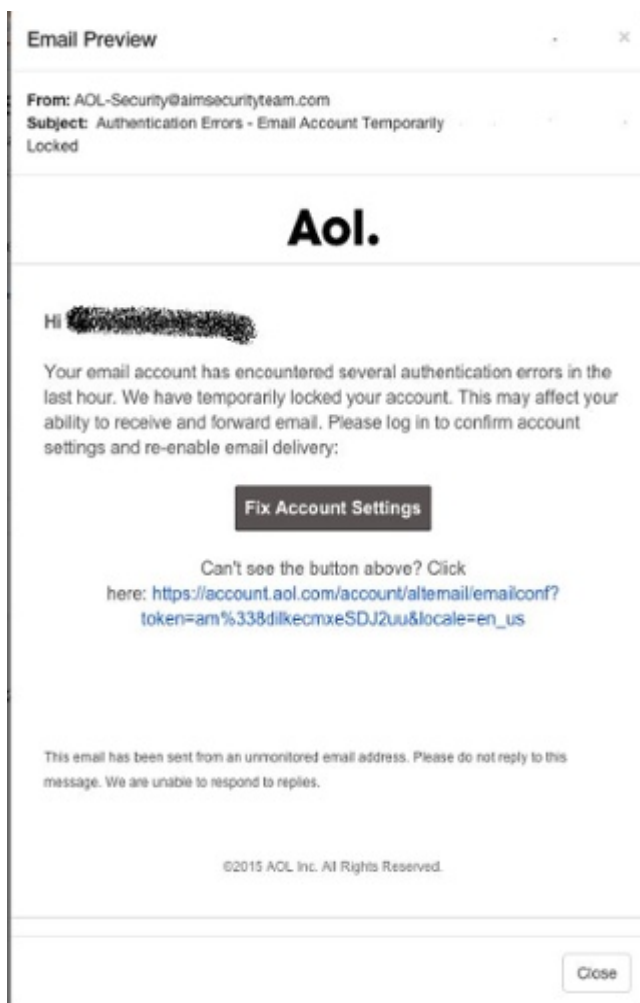 Email Preview
×
From: AOL-Security@aimsecurityteam.com
Subject: Authentication Errors - Email Account Temporarily
Locked
Aol.
Hi
Your email account has encountered several authentication errors in the
last hour. We have temporarily locked your account. This may affect your
ability to receive and forward email. Please log in to confirm account
settings and re-enable email delivery:
Fix Account Settings
Can't see the button above? Click
here: https://account.aol.com/account/altemail/emailconf?
token=am%338dilkecmxeSDJ2uu&locale=en_us
This email has been sent from an unmonitored email address. Please do not reply to this
message. We are unable to respond to replies.
©2015 AOL Inc. All Rights Reserved.
Close